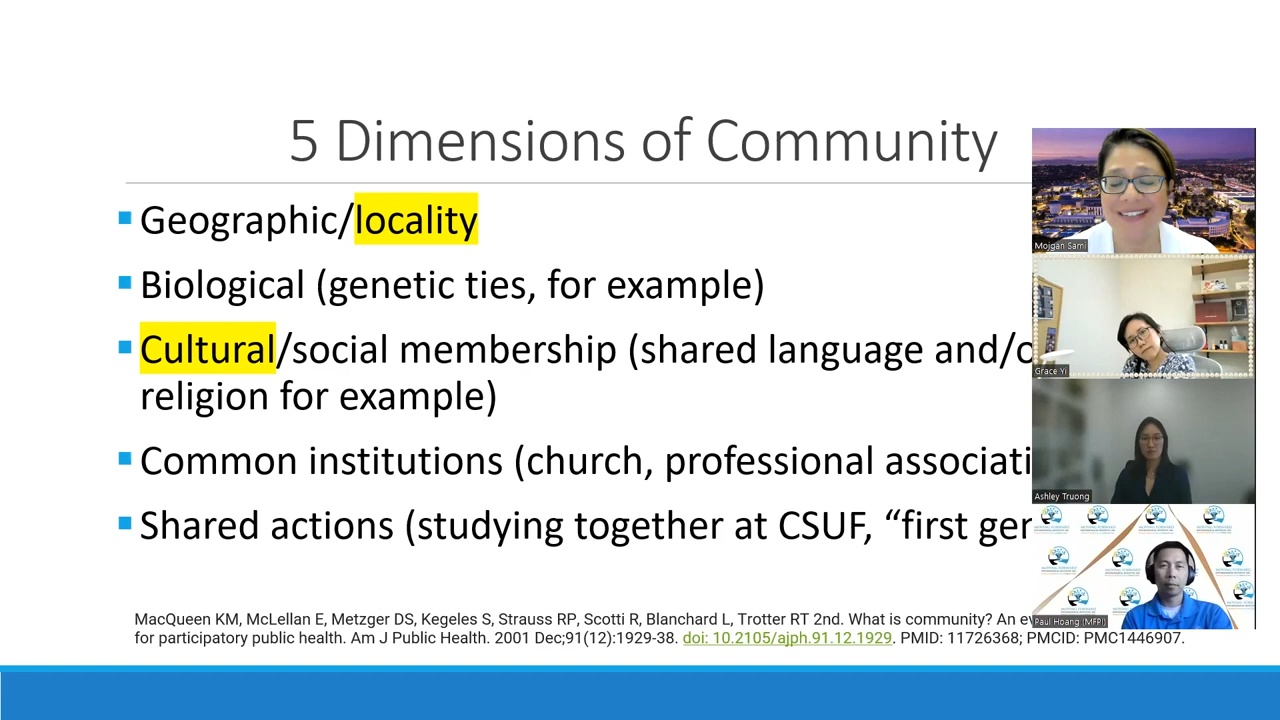 5 Dimensions of Community
Geographic/locality
Biological (genetic ties, for example)
Cultural/social membership (shared language and/o
religion for example)
Common institutions (church, professional associati
Shared actions (studying together at CSUF, “first ger
MacQueen KM, McLellan E, Metzger DS, Kegeles S, Strauss RP, Scotti R, Blanchard L, Trotter RT 2nd. What is community? An ev
for participatory public health. Am J Public Health. 2001 Dec;91(12):1929-38. doi: 10.2105/ajph.91.12.1929. PMID: 11726368; PMCID: PMC1446907.
Mojgan Sami
Grace Yi
Ashley Truong
MOVING FORWARD
Paul Hoang (MFPI)